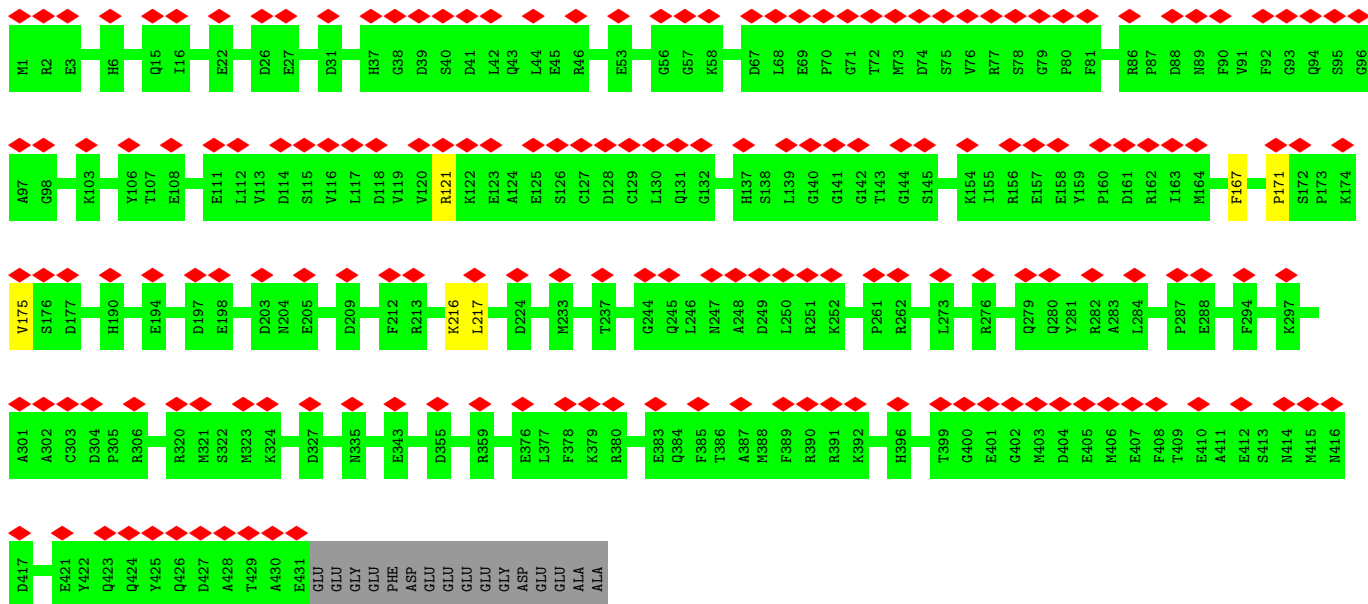 M1 R2 E3 H6 Q15 I16 E22 D26 E27 D31 H37 G38 D39 S40 D41 L42 Q43 L44 E45 R46 E53 G56 G57 K58 D67 L68 E69 P70 G71 T72 M73 D74 S75 V76 R77 S78 G79 P80 F81 R86 P87 D88 N89 F90 V91 F92 G93 Q94 S95 G96
A97 G98 K103 Y106 T107 E108 E111 L112 V113 D114 S115 V116 L117 D118 V119 V120 R121 K122 E123 A124 E125 S126 C127 D128 C129 L130 Q131 G132 H137 S138 L139 G140 G141 G142 T143 G144 S145 K154 I155 R156 E157 E158 Y159 P160 D161 R162 I163 M164 F167 P171 S172 P173 K174
V175 S176 D177 H190 E194 D197 E198 D203 N204 E205 D209 F212 R213 K216 L217 D224 M233 T237 G244 Q245 L246 N247 A248 D249 L250 R251 K252 P261 R262 L273 R276 Q279 Q280 Y281 R282 A283 L284 P287 E288 F294 K297
A301 A302 C303 D304 P305 R306 R320 M321 S322 M323 K324 D327 N335 E343 D355 R359 E376 L377 F378 K379 R380 E383 Q384 F385 T386 A387 M388 F389 R390 R391 K392 H396 T399 G400 E401 G402 M403 D404 E405 M406 E407 F408 T409 E410 A411 E412 S413 N414 M415 N416
D417 E421 Y422 Q423 Q424 Y425 Q426 D427 A428 T429 A430 E431 GLU GLU GLY GLU PHE ASP GLU GLU GLU GLU GLY ASP GLU GLU ALA ALA